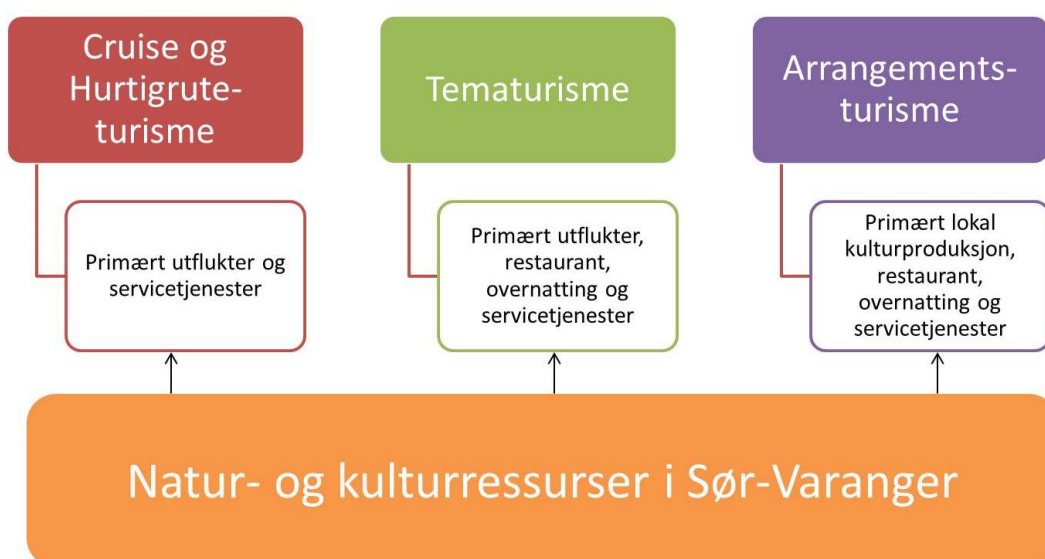 Cruise og
Hurtigrute-
turisme
Primært utflukter og
servicetjenester
Tematurisme
Primært utflukter,
restaurant,
overnatting og
servicetjenester
Arrangements-
turisme
Primært lokal
kulturproduksjon,
restaurant,
overnatting og
servicetjenester
Natur- og kulturressurser i Sør-Varanger